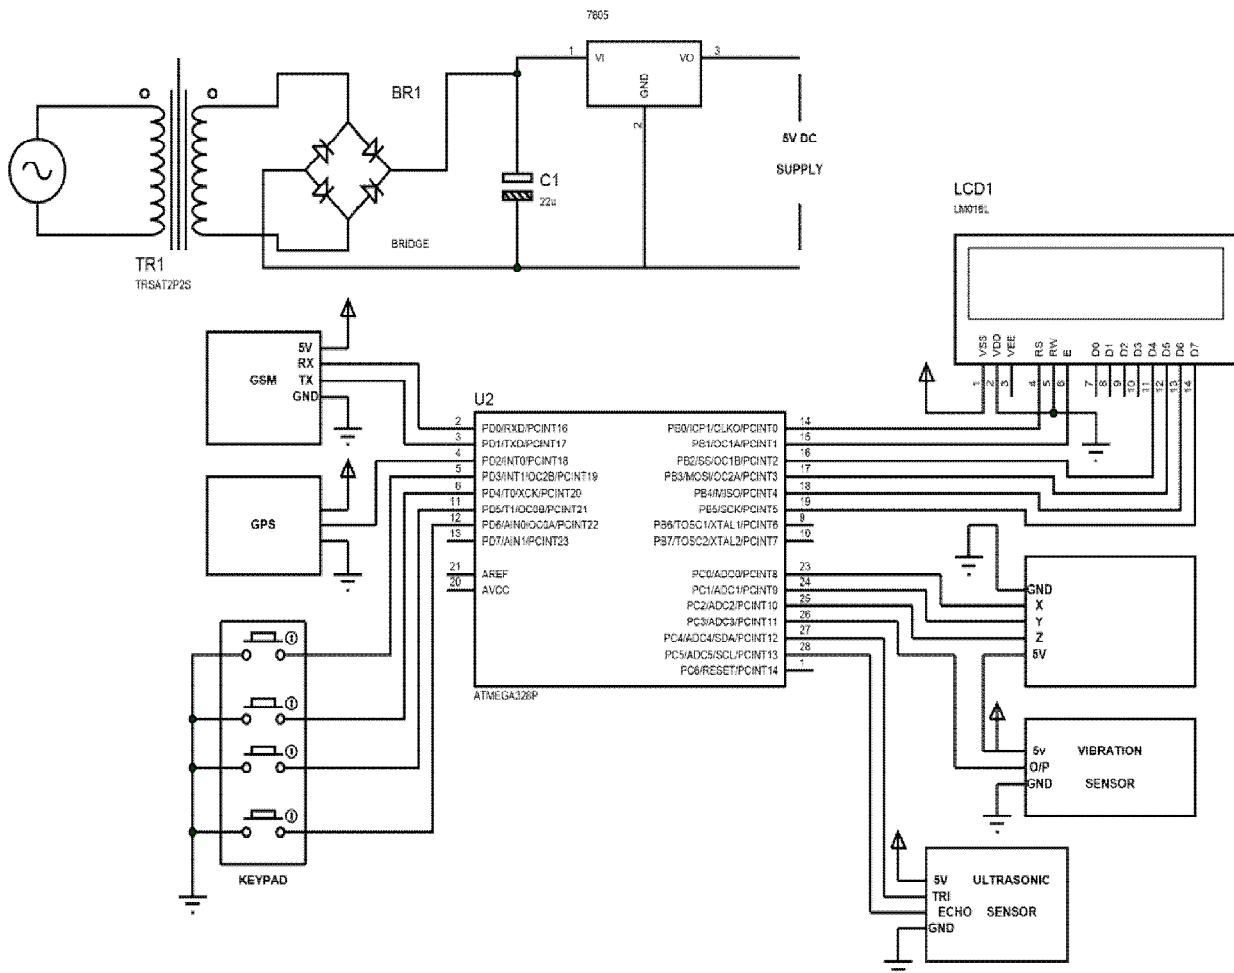 7805
1
VI
VO
3
GND
2
BR1
5V DC
SUPPLY
C1
22u
BRIDGE
TR1
TRSAT2P2S
LCD1
LM016L
VSS
VDD
VEE
RS
RW
E
D0
D1
D2
D3
D4
D5
D6
D7
1
2
3
4
5
6
7
8
9
10
11
12
13
14
GSM
5V
RX
TX
GND
GPS
U2
2
PD0/RXD/PCINT16
3
PD1/TXD/PCINT17
4
PD2/INT0/PCINT18
5
PD3/INT1/OC2B/PCINT19
6
PD4/T0/XCK/PCINT20
11
PD5/T1/OC0B/PCINT21
12
PD6/AIN0/OC0A/PCINT22
13
PD7/AIN1/PCINT23
21
AREF
20
AVCC
PB0/ICP1/CLKO/PCINT0
14
PB1/OC1A/PCINT1
15
PB2/SS/OC1B/PCINT2
16
PB3/MOSI/OC2A/PCINT3
17
PB4/MISO/PCINT4
18
PB5/SCK/PCINT5
19
PB6/TOSC1/XTAL1/PCINT6
9
PB7/TOSC2/XTAL2/PCINT7
10
PC0/ADC0/PCINT8
23
PC1/ADC1/PCINT9
24
PC2/ADC2/PCINT10
25
PC3/ADC3/PCINT11
26
PC4/ADC4/SDA/PCINT12
27
PC5/ADC5/SCL/PCINT13
28
PC6/RESET/PCINT14
1
ATMEGA328P
GND
X
Y
Z
5V
5v
O/P
GND
VIBRATION
SENSOR
5V
TRI
ECHO
GND
ULTRASONIC
SENSOR
KEYPAD